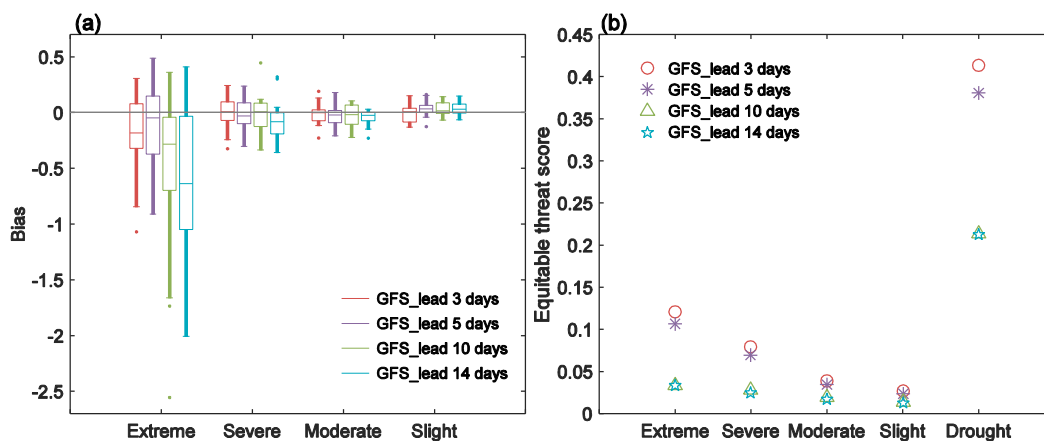 (a)
Bias
0.5
0
-0.5
-1
-1.5
-2
-2.5
GFS_lead 3 days
GFS_lead 5 days
GFS_lead 10 days
GFS_lead 14 days
Extreme Severe Moderate Slight
(b)
Equitable threat score
0.45
0.4
0.35
0.3
0.25
0.2
0.15
0.1
0.05
0
GFS_lead 3 days
GFS_lead 5 days
GFS_lead 10 days
GFS_lead 14 days
Extreme Severe Moderate Slight Drought